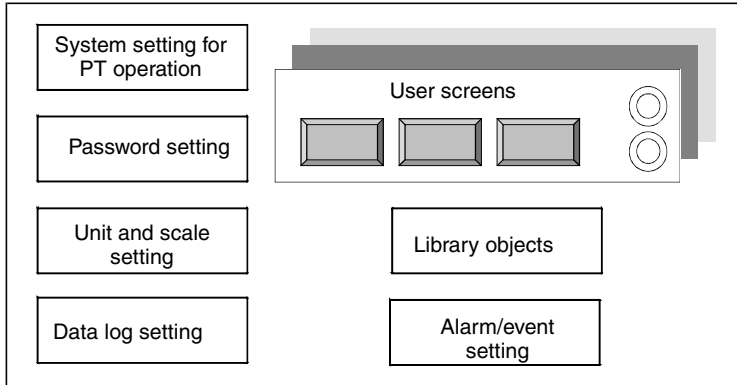 System setting for
PT operation
User screens
Password setting
Unit and scale
setting
Library objects
Data log setting
Alarm/event
setting